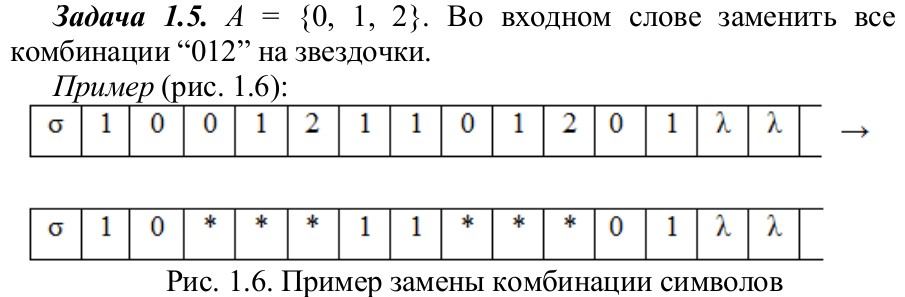 Задача 1.5. A = {0, 1, 2}. Во входном слове заменить все
комбинации “012” на звездочки.
Пример (рис. 1.6):
σ 1 0 0 1 2 1 1 0 1 2 0 1 λ λ →
σ 1 0 * * * 1 1 * * * 0 1 λ λ
Рис. 1.6. Пример замены комбинации символов